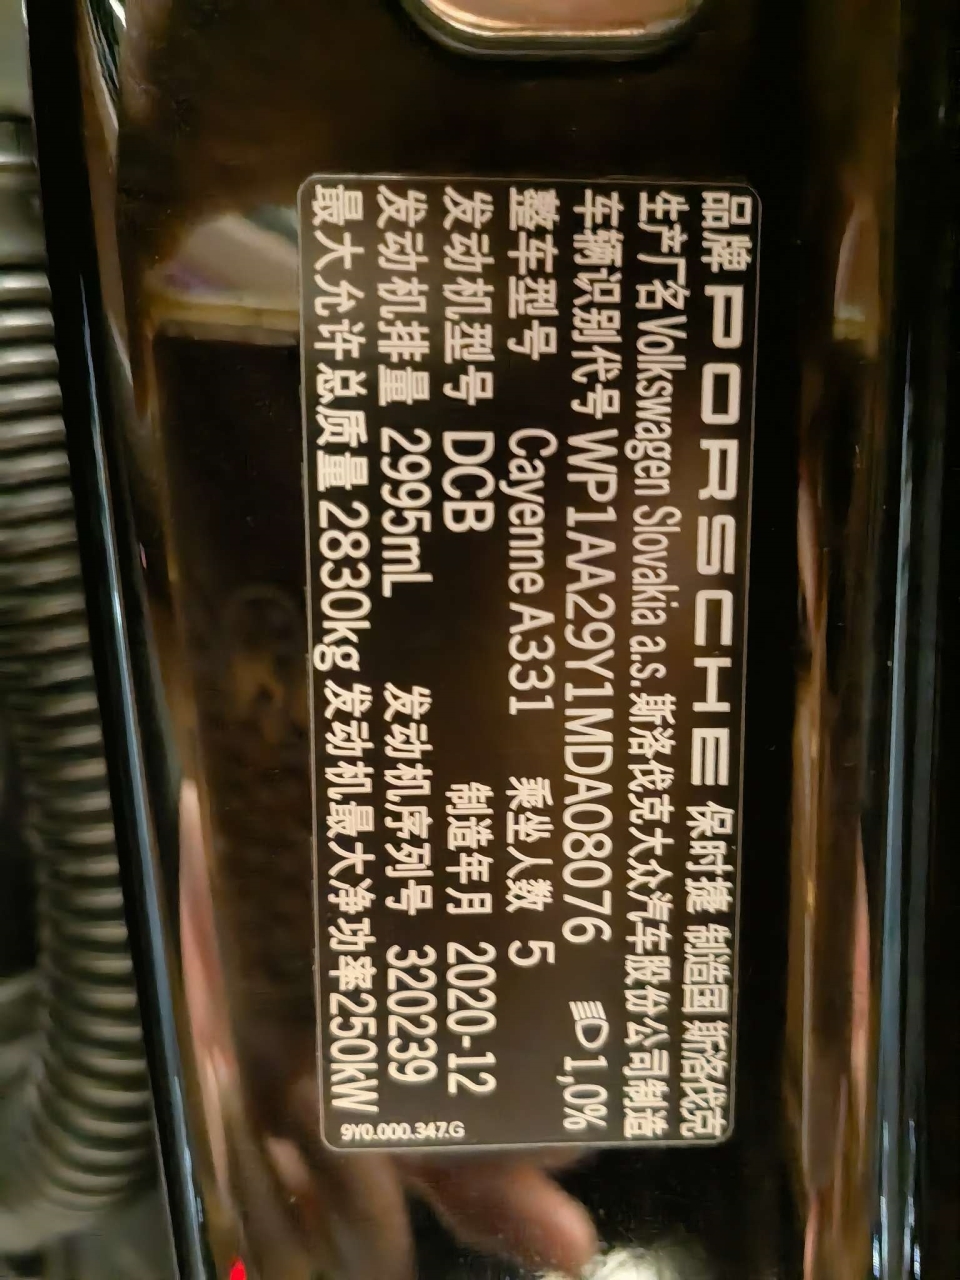 品牌 PORSCHE 保时捷 制造国 斯洛伐克
生产厂名 Volkswagen Slovakia a.s. 斯洛伐克大众汽车股份公司制造
车辆识别代号 WP1AA29Y1MDA08076 1,0%
整车型号 Cayenne A331 乘坐人数 5
发动机型号 DCB 制造年月 2020-12
发动机排量 2995mL 发动机序列号 320239
最大允许总质量 2830kg 发动机最大净功率250kW
9Y0.000.347.G